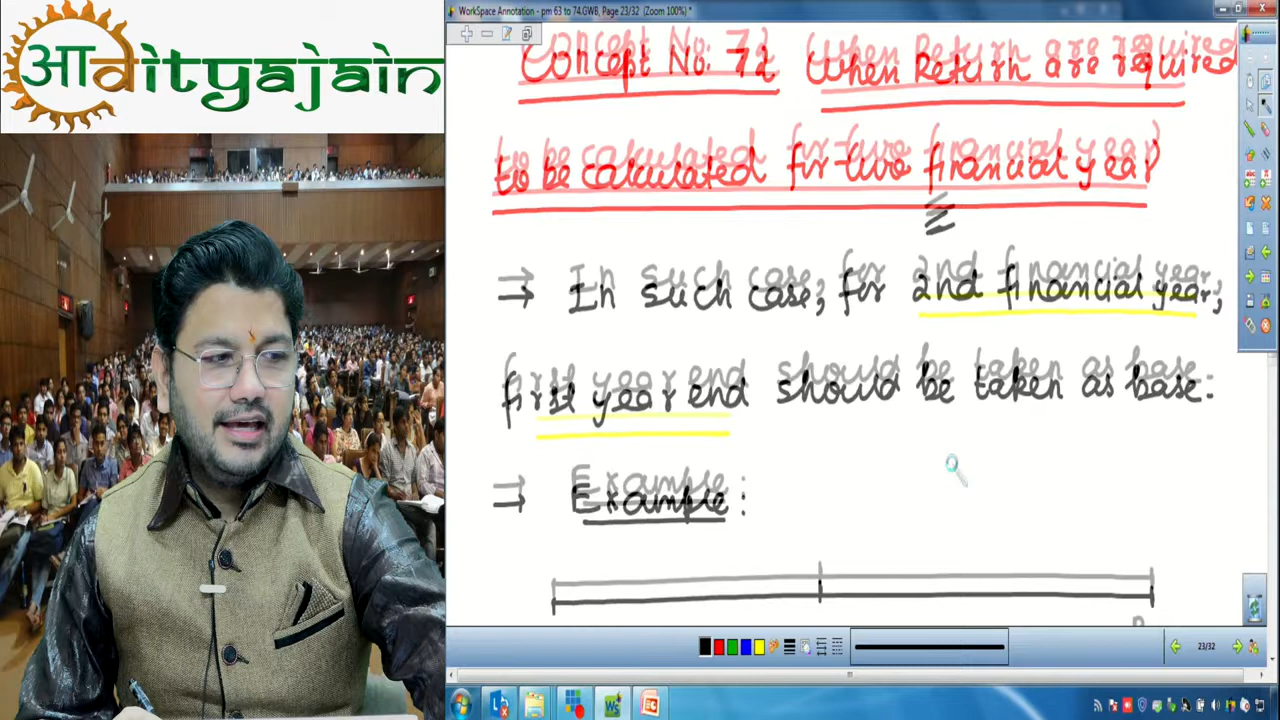 आdityajain
WorkSpace Annotation - pm 63 to 74.GWB, Page 23/32 (Zoom 100%) *
Concept No: 72 (When Return are required
to be calculated for two financial year)
⇒ In such case, for 2nd financial year,
first year end should be taken as base.
⇒ Example:
23/32